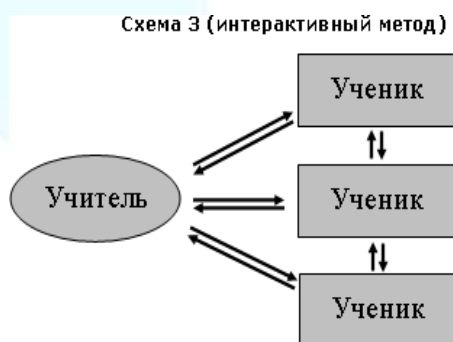 Схема 3 (интерактивный метод)
Ученик
Учитель
Ученик
Ученик